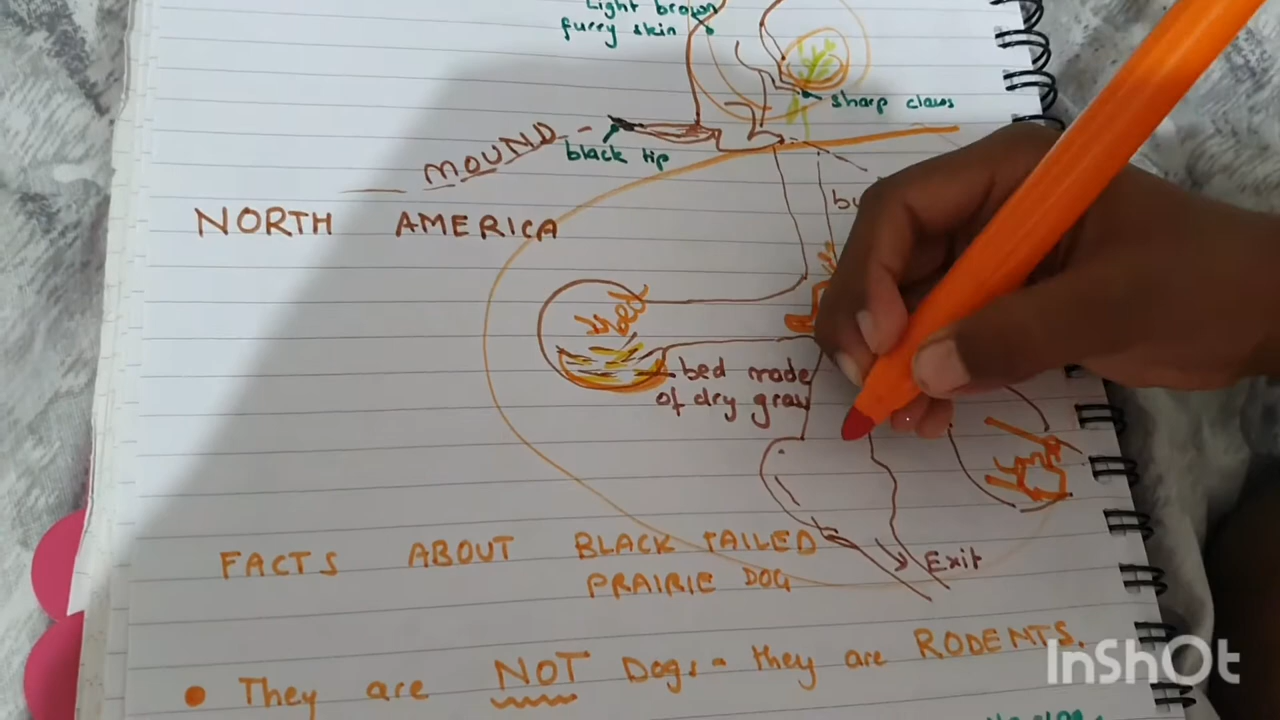 Light brown
furry skin
sharp claws
black tip
MOUND
NORTH AMERICA
bed made
of dry gras
Exit
FACTS ABOUT BLACK TAILED
PRAIRIE DOG
They are NOT Dogs - they are RODENTS.
InShOt